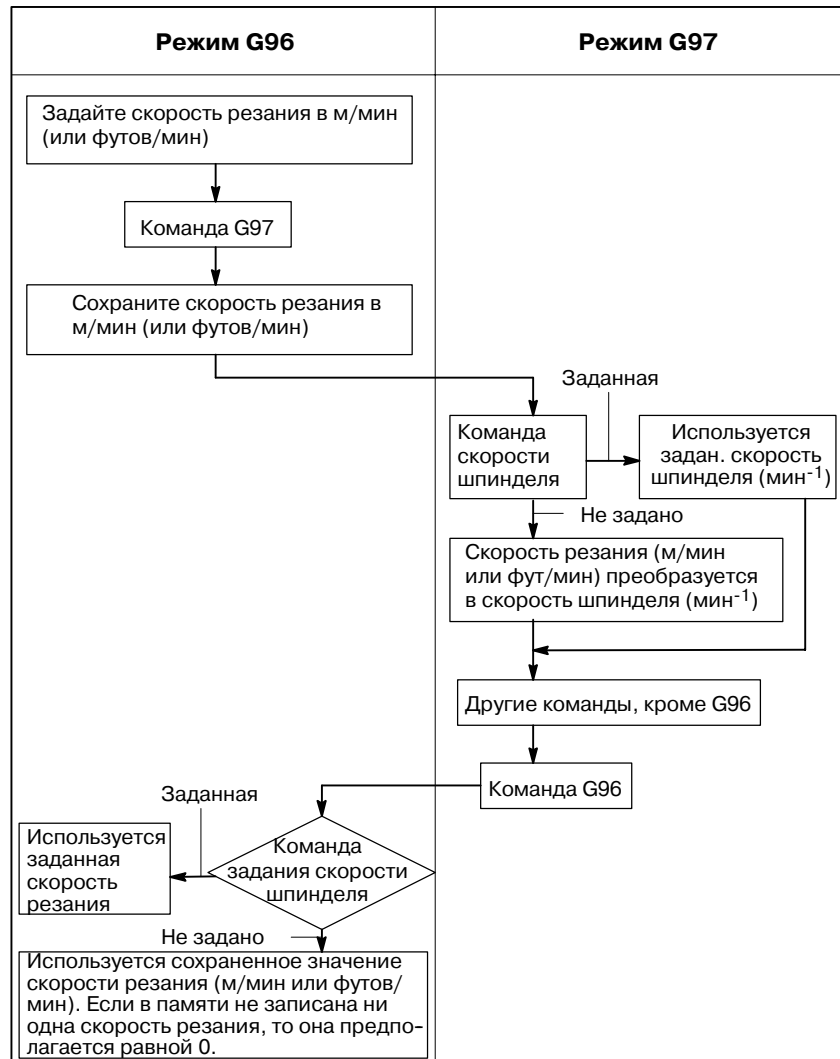 Режим G96
Режим G97
Задайте скорость резания в м/мин
(или футов/мин)
Команда G97
Сохраните скорость резания в
м/мин (или футов/мин)
Заданная
Команда
скорости
шпинделя
Используется
задан. скорость
шпинделя (мин-1)
Не задано
Скорость резания (м/мин
или фут/мин) преобразуется
в скорость шпинделя (мин-1)
Другие команды, кроме G96
Команда G96
Заданная
Команда
задания скорости
шпинделя
Используется
заданная
скорость
резания
Не задано
Используется сохраненное значение
скорости резания (м/мин или футов/
мин). Если в памяти не записана ни
одна скорость резания, то она предпо-
лагается равной 0.